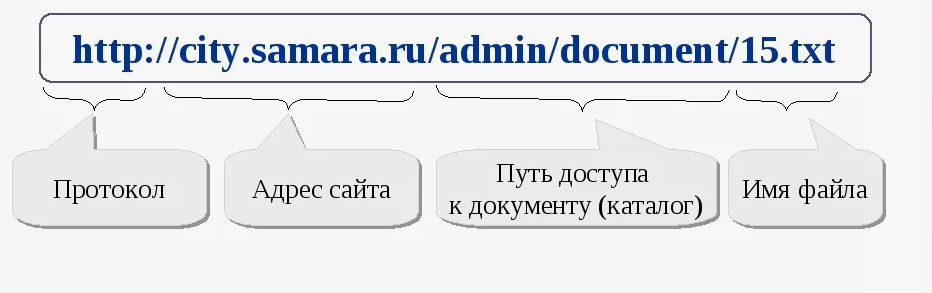 http://city.samara.ru/admin/document/15.txt
Протокол
Адрес сайта
Путь доступа
к документу (каталог)
Имя файла